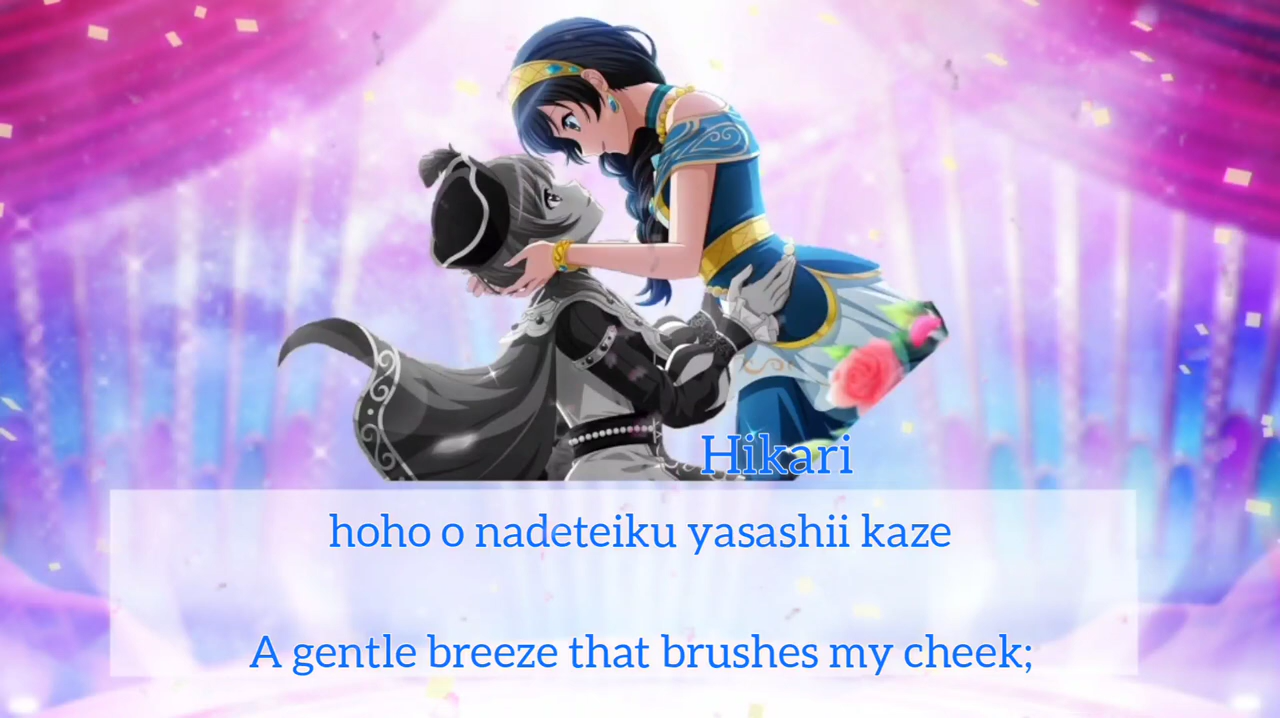 Hikari
hoho o nadeteiku yasashii kaze
A gentle breeze that brushes my cheek;